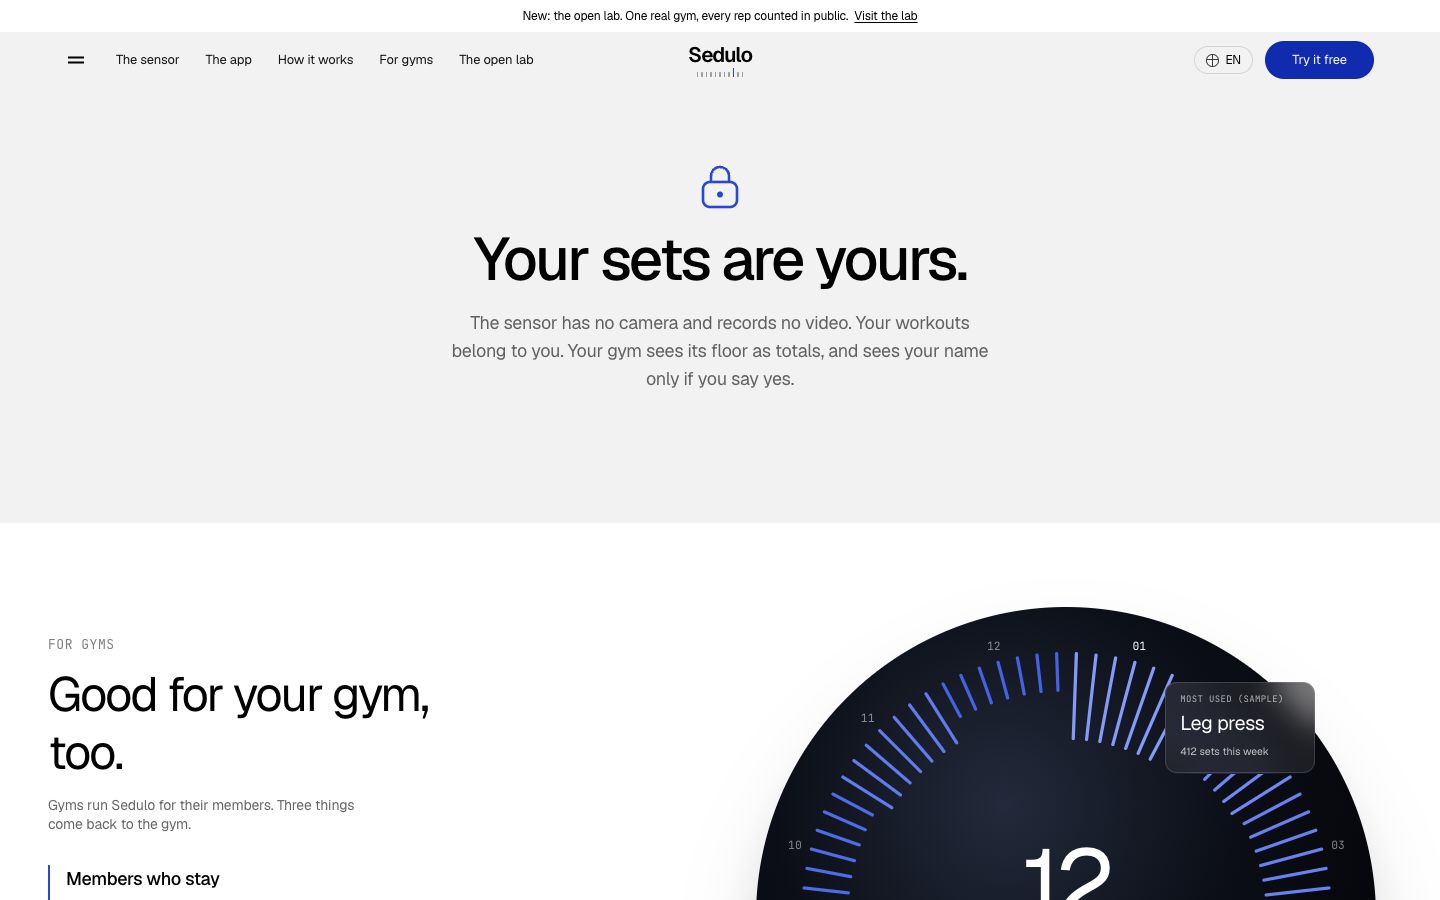 New: the open lab. One real gym, every rep counted in public. Visit the lab
The sensor The app How it works For gyms The open lab
Sedulo
EN
Try it free
Your sets are yours.
The sensor has no camera and records no video. Your workouts
belong to you. Your gym sees its floor as totals, and sees your name
only if you say yes.
FOR GYMS
Good for your gym,
too.
Gyms run Sedulo for their members. Three things
come back to the gym.
Members who stay
12
01
11
MOST USED (SAMPLE)
Leg press
412 sets this week
10
03
12